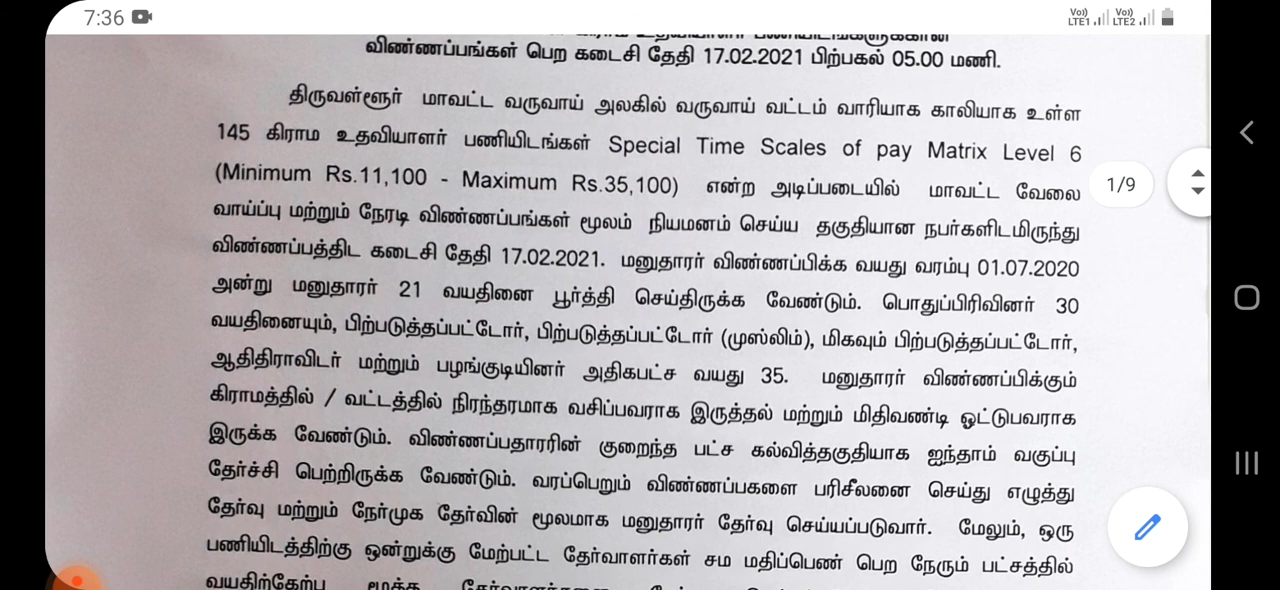 7:36
Vo)) LTE1 Vo)) LTE2
விண்ணப்பங்கள் பெற கடைசி தேதி 17.02.2021 பிற்பகல் 05.00 மணி.
திருவள்ளூர் மாவட்ட வருவாய் அலகில் வருவாய் வட்டம் வாரியாக காலியாக உள்ள
145 கிராம உதவியாளர் பணியிடங்கள் Special Time Scales of pay Matrix Level 6
(Minimum Rs.11,100 - Maximum Rs.35,100) என்ற அடிப்படையில் மாவட்ட வேலை
1/9
வாய்ப்பு மற்றும் நேரடி விண்ணப்பங்கள் மூலம் நியமனம் செய்ய தகுதியான நபர்களிடமிருந்து
விண்ணப்பத்திட கடைசி தேதி 17.02.2021. மனுதாரர் விண்ணப்பிக்க வயது வரம்பு 01.07.2020
அன்று மனுதாரர் 21 வயதினை பூர்த்தி செய்திருக்க வேண்டும். பொதுப்பிரிவினர் 30
வயதினையும், பிற்படுத்தப்பட்டோர், பிற்படுத்தப்பட்டோர் (முஸ்லிம்), மிகவும் பிற்படுத்தப்பட்டோர்,
ஆதிதிராவிடர் மற்றும் பழங்குடியினர் அதிகபட்ச வயது 35. மனுதாரர் விண்ணப்பிக்கும்
கிராமத்தில் / வட்டத்தில் நிரந்தரமாக வசிப்பவராக இருத்தல் மற்றும் மிதிவண்டி ஓட்டுபவராக
இருக்க வேண்டும். விண்ணப்பதாரரின் குறைந்த பட்ச கல்வித்தகுதியாக ஐந்தாம் வகுப்பு
தேர்ச்சி பெற்றிருக்க வேண்டும். வரப்பெறும் விண்ணப்பகளை பரிசீலனை செய்து எழுத்து
தேர்வு மற்றும் நேர்முக தேர்வின் மூலமாக மனுதாரர் தேர்வு செய்யப்படுவார். மேலும், ஒரு
பணியிடத்திற்கு ஒன்றுக்கு மேற்பட்ட தேர்வாளர்கள் சம மதிப்பெண் பெற நேரும் பட்சத்தில்
வயதிற்கேற்ப மூத்த